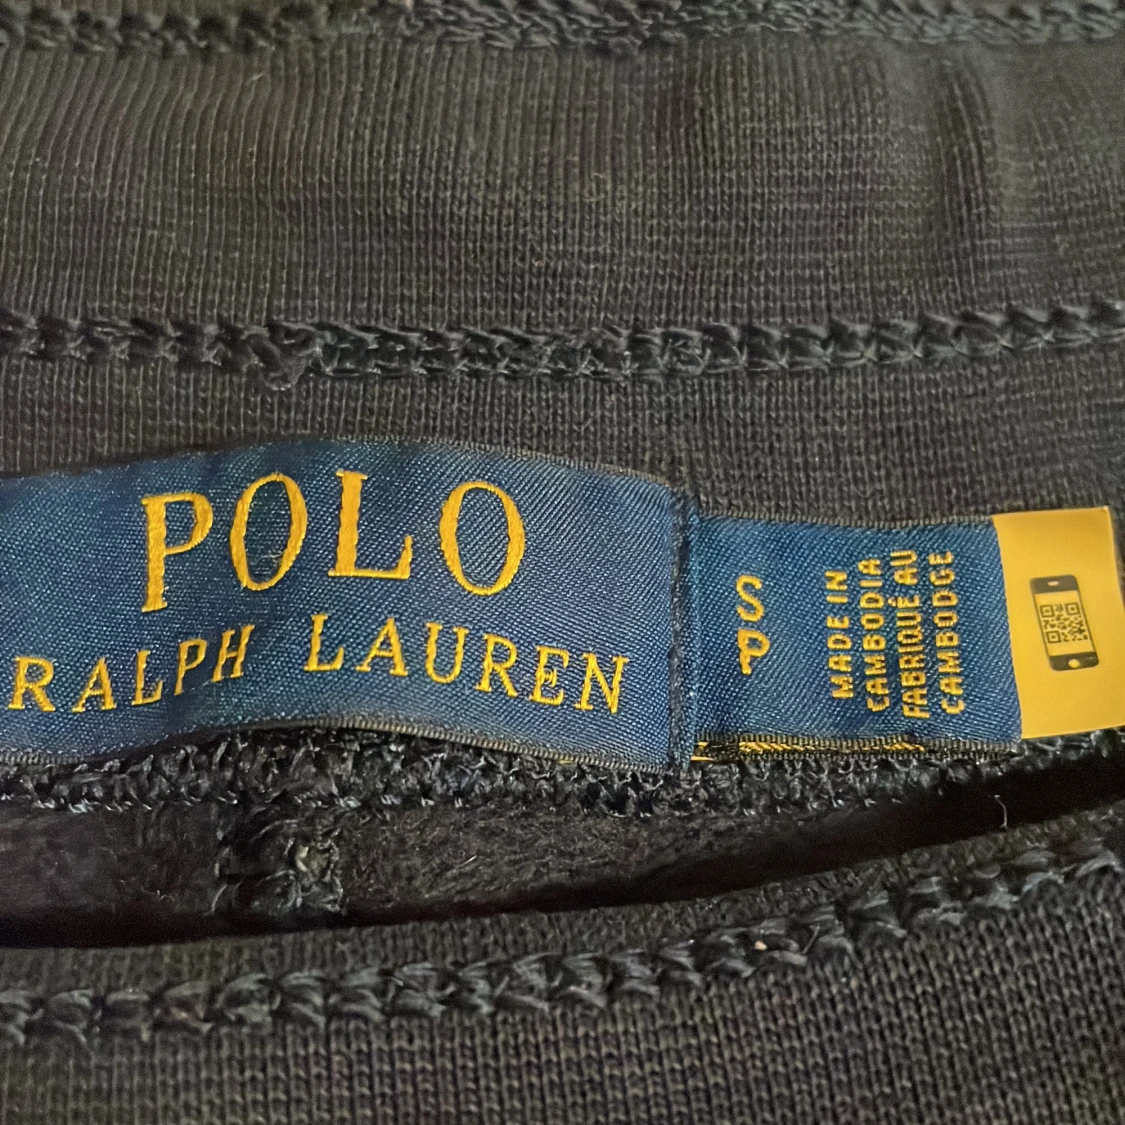 POLO
RALPH LAUREN
S
P
MADE IN
CAMBODIA
FABRIQUÉ AU
CAMBODGE